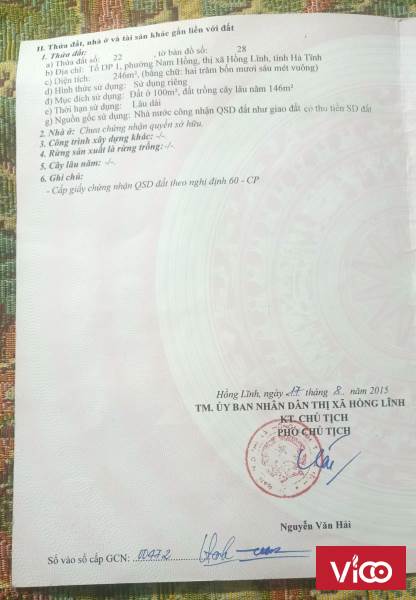 II. Thửa đất, nhà ở và tài sản khác gắn liền với đất
1. Thửa đất:
a) Thửa đất số: 22 , tờ bản đồ số: 28
b) Địa chỉ: Tổ DP 1, phường Nam Hồng, thị xã Hồng Lĩnh, tỉnh Hà Tĩnh
c) Diện tích: 246m², (bằng chữ: hai trăm bốn mươi sáu mét vuông)
d) Hình thức sử dụng: Sử dụng riêng
đ) Mục đích sử dụng: Đất ở 100m³, đất trồng cây lâu năm 146m³
e) Thời hạn sử dụng: Lâu dài
g) Nguồn gốc sử dụng: Nhà nước công nhận QSD đất như giao đất có thu tiền SD đất
2. Nhà ở: Chưa chứng nhận quyền sở hữu.
3. Công trình xây dựng khác: -/-.
4. Rừng sản xuất là rừng trồng: -/-.
5. Cây lâu năm: -/-.
6. Ghi chú:
- Cấp giấy chứng nhận QSD đất theo nghị định 60 - CP
Hồng Lĩnh, ngày 17 tháng 8 năm 2015
TM. ỦY BAN NHÂN DÂN THỊ XÃ HỒNG LĨNH
KT. CHỦ TỊCH
PHÓ CHỦ TỊCH
Nguyễn Văn Hải
Số vào sổ cấp GCN: 00472
Vico